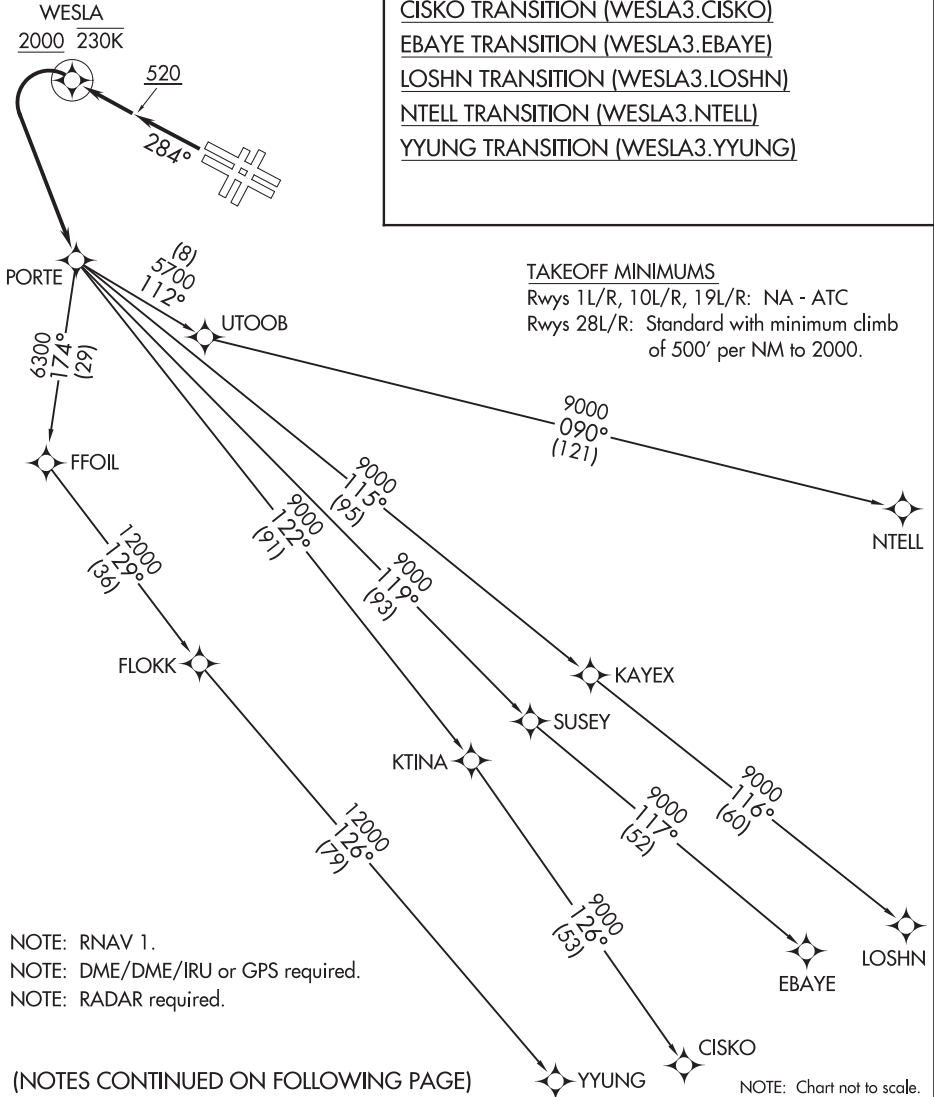 WESLA
2000 230K
520
284°
CISKO TRANSITION (WESLA3.CISKO)
EBAYE TRANSITION (WESLA3.EBAYE)
LOSHN TRANSITION (WESLA3.LOSHN)
NTELL TRANSITION (WESLA3.NTELL)
YYUNG TRANSITION (WESLA3.YYUNG)
TAKEOFF MINIMUMS
Rwys 1L/R, 10L/R, 19L/R: NA - ATC
Rwys 28L/R: Standard with minimum climb
of 500' per NM to 2000.
PORTE
(8)
5700
112°
UTOOB
6300
174°
(29)
FFOIL
9000
090°
(121)
NTELL
9000
115°
(95)
9000
122°
(91)
9000
119°
(93)
12000
129°
(36)
FLOKK
KAYEX
SUSEY
KTINA
9000
116°
(60)
9000
117°
(52)
12000
126°
(79)
9000
126°
(53)
LOSHN
EBAYE
CISKO
YYUNG
NOTE: RNAV 1.
NOTE: DME/DME/IRU or GPS required.
NOTE: RADAR required.
(NOTES CONTINUED ON FOLLOWING PAGE)
NOTE: Chart not to scale.